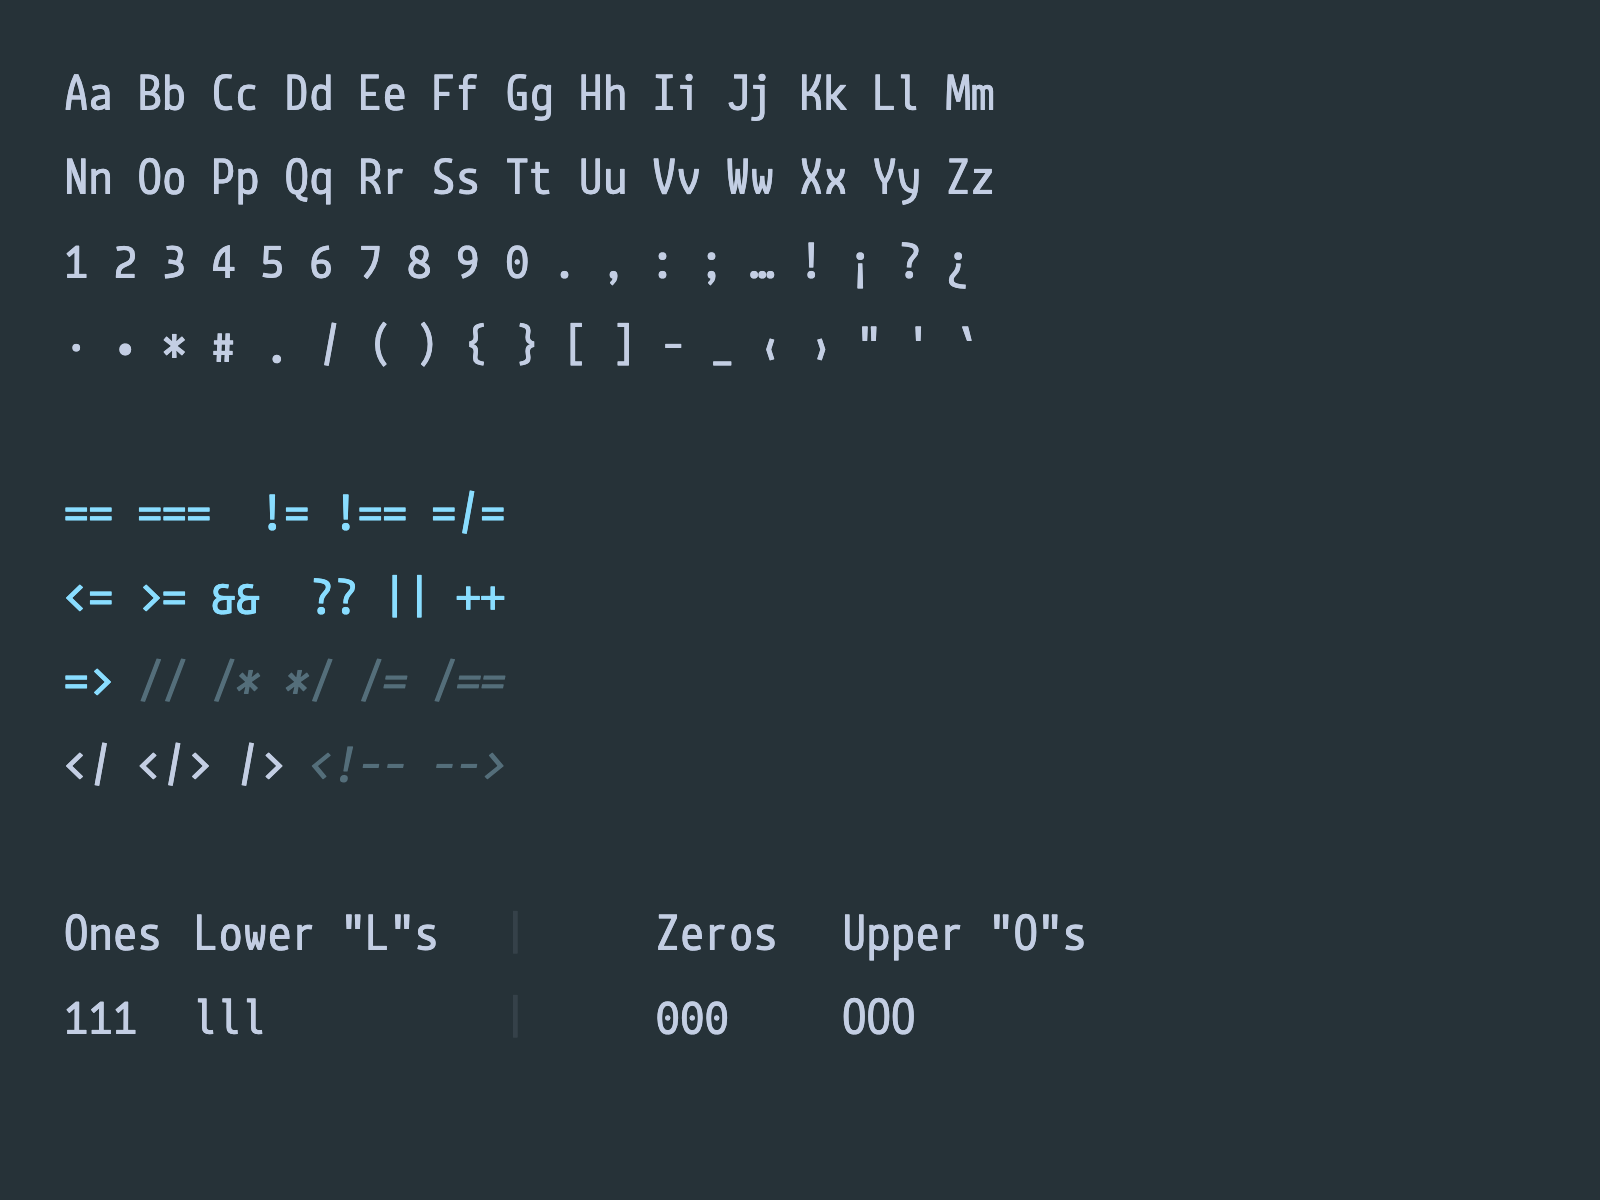 Aa Bb Cc Dd Ee Ff Gg Hh Ii Jj Kk Ll Mm
Nn Oo Pp Qq Rr Ss Tt Uu Vv Ww Xx Yy Zz
1 2 3 4 5 6 7 8 9 0 . , : ; … ! ¡ ? ¿
· • * # . / ( ) { } [ ] - _ ‹ › " ' `
== === != !== =/=
<= >= && ?? || ++
=> // /* */ /= /==
</ </> /> <!-- -->
Ones Lower "L"s | Zeros Upper "O"s
111 lll | 000 OOO